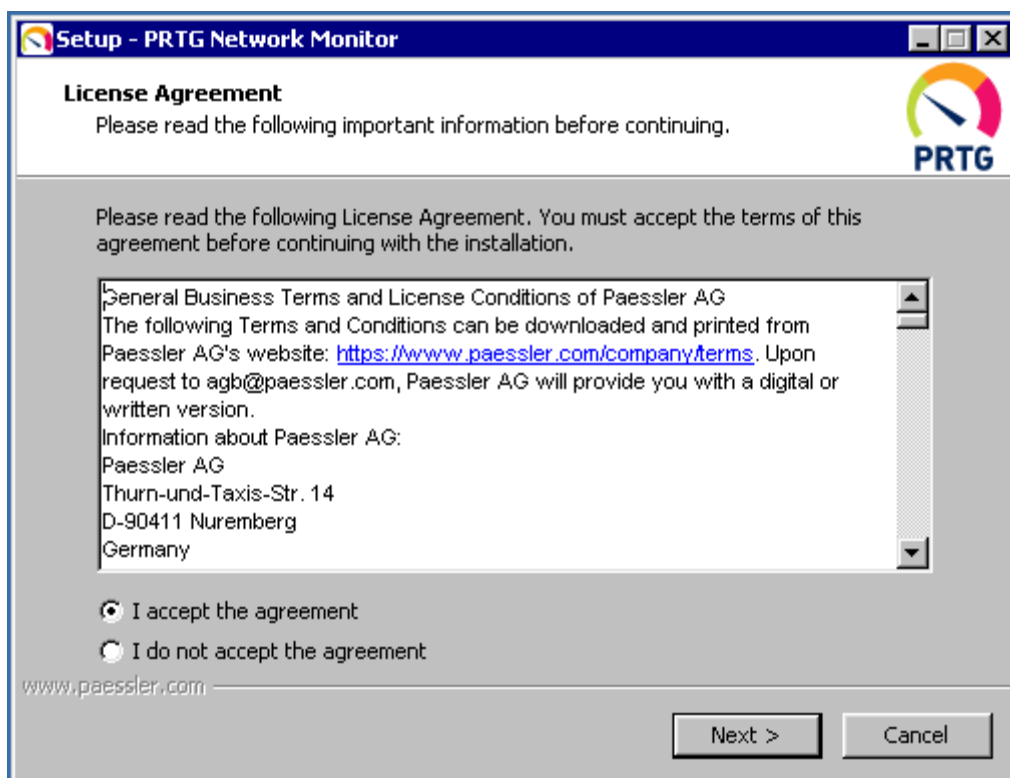 Setup - PRTG Network Monitor
License Agreement
Please read the following important information before continuing.
PRTG
Please read the following License Agreement. You must accept the terms of this
agreement before continuing with the installation.
General Business Terms and License Conditions of Paessler AG
The following Terms and Conditions can be downloaded and printed from
Paessler AG's website: https://www.paessler.com/company/terms. Upon
request to agb@paessler.com, Paessler AG will provide you with a digital or
written version.
Information about Paessler AG:
Paessler AG
Thurn-und-Taxis-Str. 14
D-90411 Nuremberg
Germany
I accept the agreement
I do not accept the agreement
www.paessler.com
Next >
Cancel